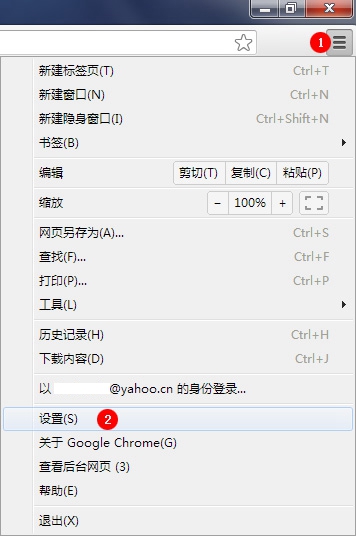 1
新建标签页(T) Ctrl+T
新建窗口(N) Ctrl+N
新建隐身窗口(I) Ctrl+Shift+N
书签(B)
编辑 剪切(T) 复制(C) 粘贴(P)
缩放 − 100% +
网页另存为(A)... Ctrl+S
查找(F)... Ctrl+F
打印(P)... Ctrl+P
工具(L)
历史记录(H) Ctrl+H
下载内容(D) Ctrl+J
以 @yahoo.cn 的身份登录...
设置(S) 2
关于 Google Chrome(G)
查看后台网页 (3)
帮助(E)
退出(X)